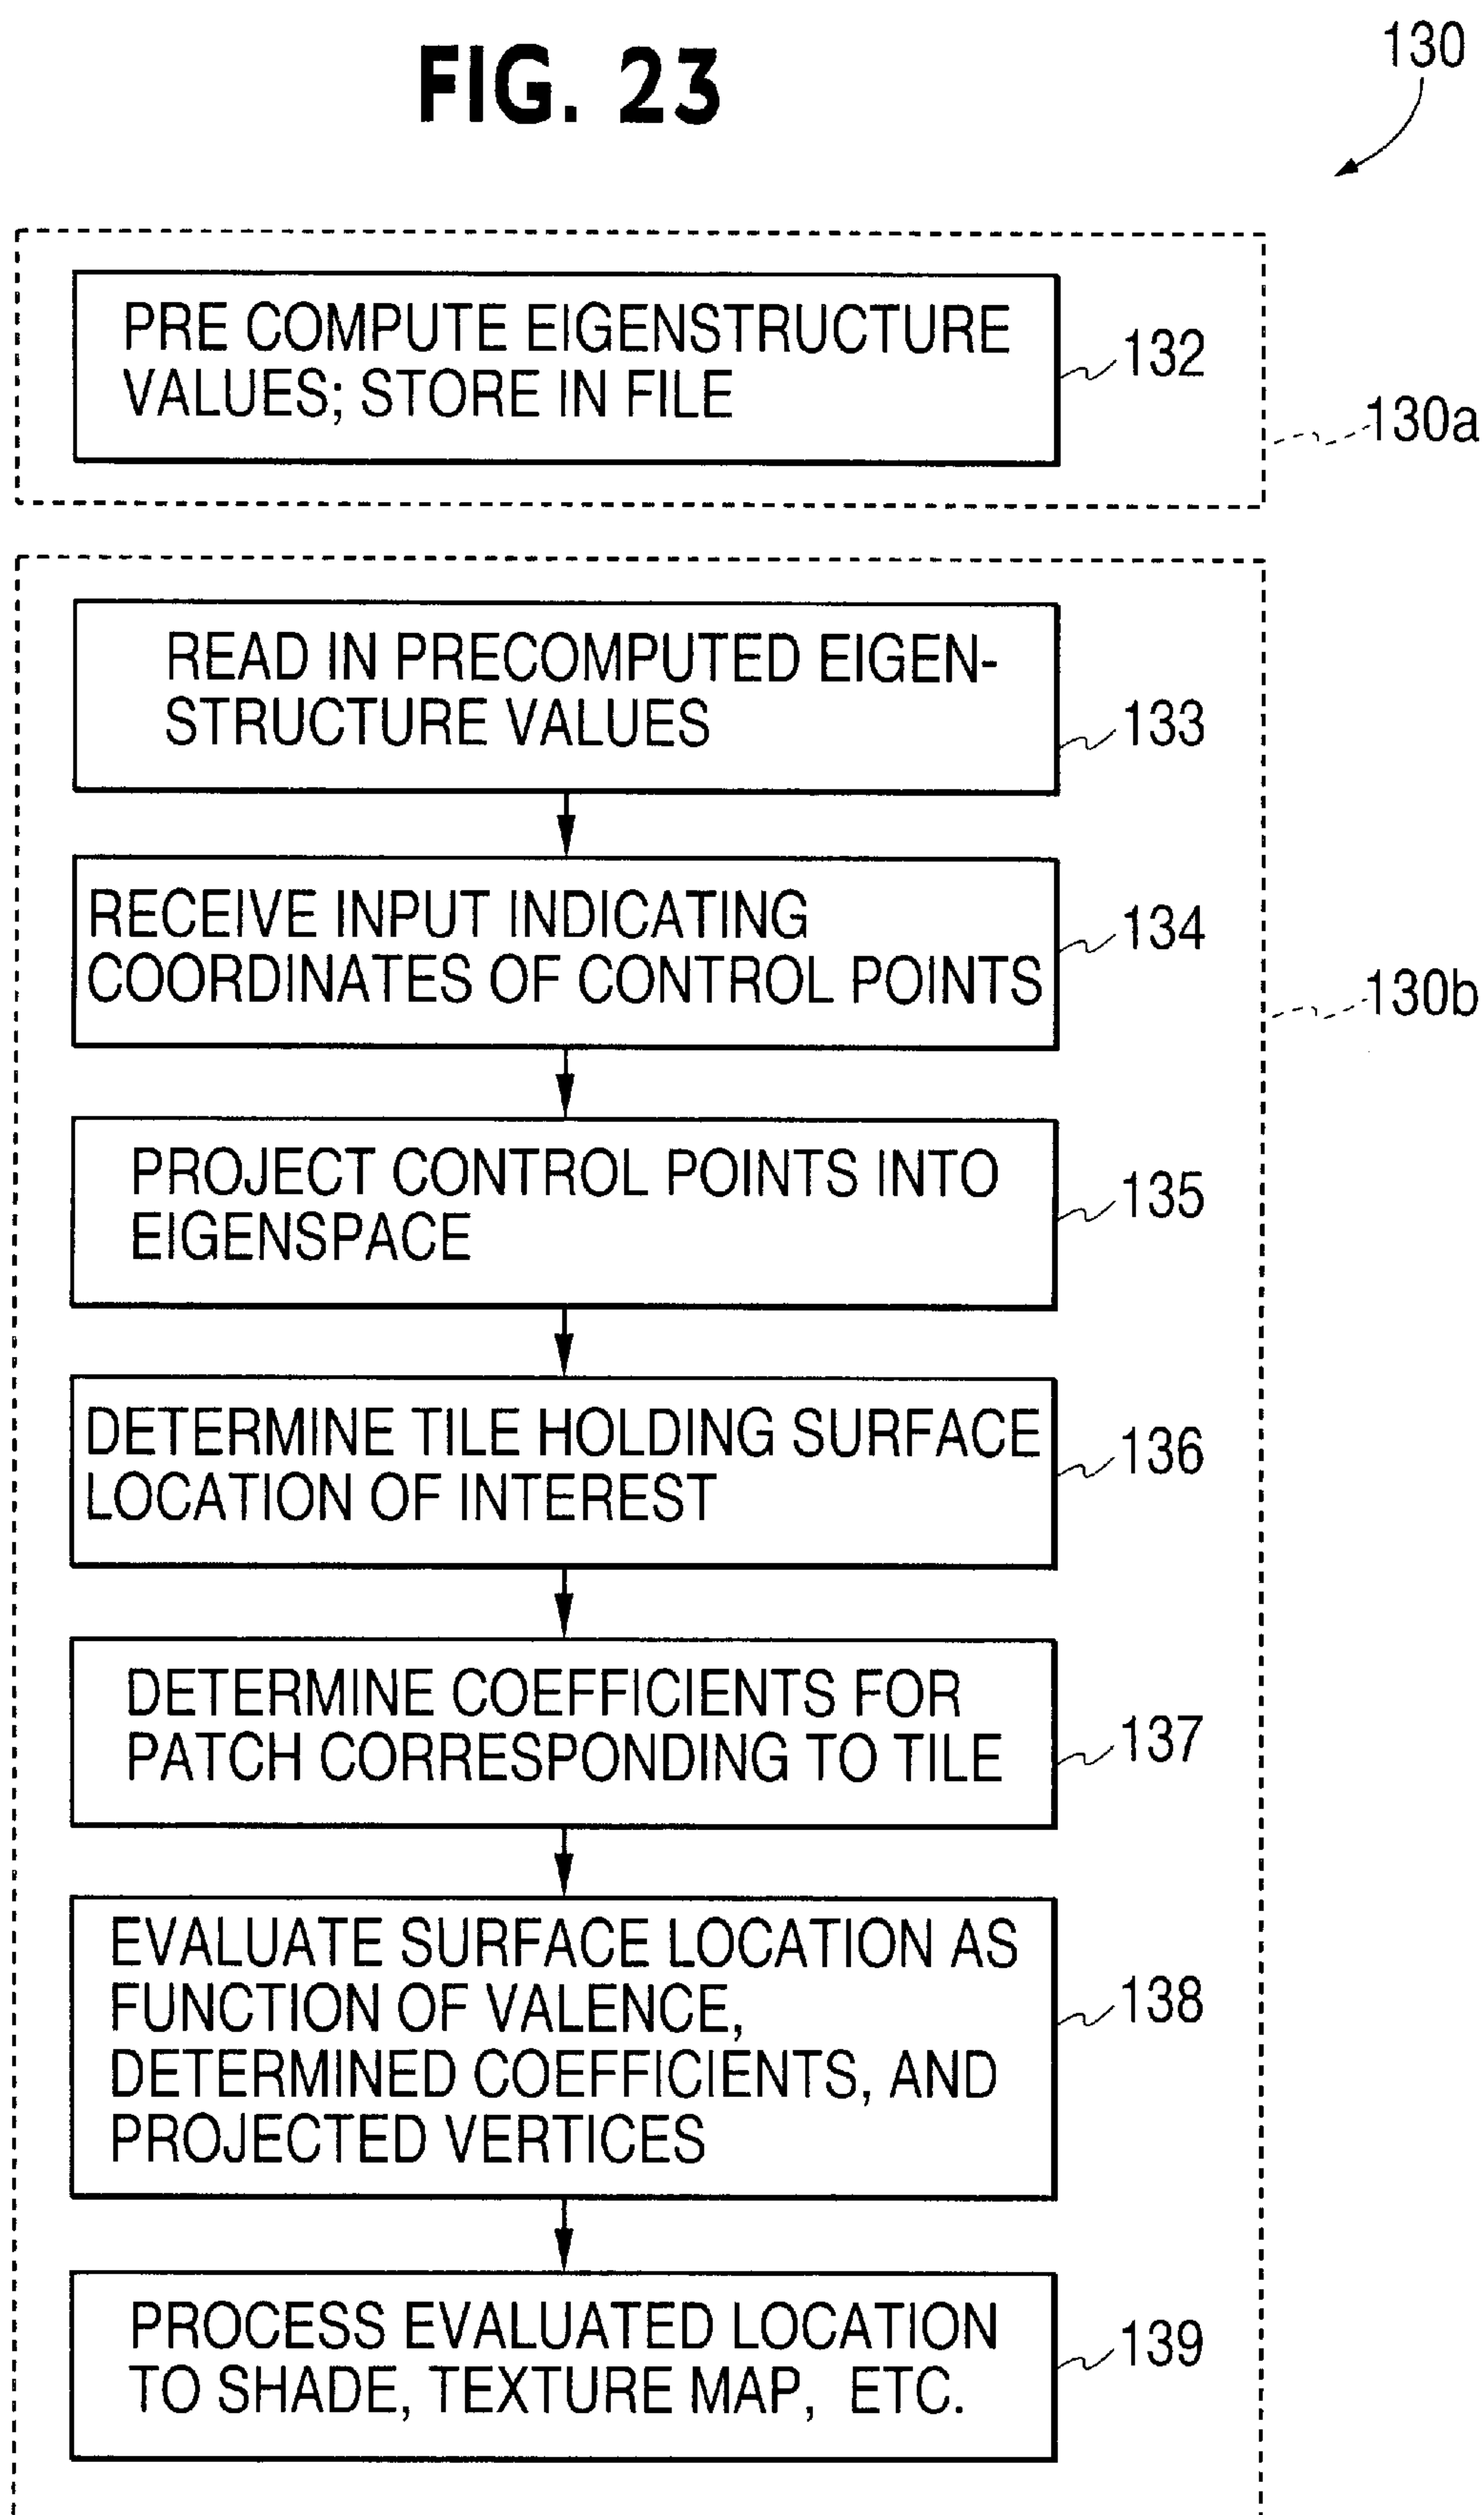 FIG. 23
130
PRE COMPUTE EIGENSTRUCTURE
VALUES; STORE IN FILE
132
130a
READ IN PRECOMPUTED EIGEN-
STRUCTURE VALUES
133
RECEIVE INPUT INDICATING
COORDINATES OF CONTROL POINTS
134
130b
PROJECT CONTROL POINTS INTO
EIGENSPACE
135
DETERMINE TILE HOLDING SURFACE
LOCATION OF INTEREST
136
DETERMINE COEFFICIENTS FOR
PATCH CORRESPONDING TO TILE
137
EVALUATE SURFACE LOCATION AS
FUNCTION OF VALENCE,
DETERMINED COEFFICIENTS, AND
PROJECTED VERTICES
138
PROCESS EVALUATED LOCATION
TO SHADE, TEXTURE MAP, ETC.
139